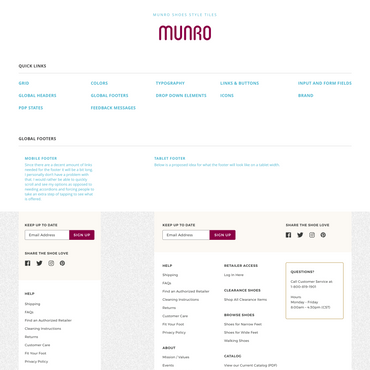 MUNRO SHOES STYLE TILES
MUNRO
QUICK LINKS
GRID
COLORS
TYPOGRAPHY
LINKS & BUTTONS
INPUT AND FORM FIELDS
GLOBAL HEADERS
GLOBAL FOOTERS
DROP DOWN ELEMENTS
ICONS
BRAND
POP STATES
FEEDBACK MESSAGES
GLOBAL FOOTERS
MOBILE FOOTER
Since there are a decent amount of links
needed for the footer it will be a bit long,
I personally don't have a problem with
that. I would rather be able to quickly
scroll and see my options as opposed to
needing accordions and forcing people to
take an extra step of tapping to see what
is offered.
TABLET FOOTER
Below is a proposed idea for what the footer will look like on a tablet width.
KEEP UP TO DATE
Email Address
SIGN UP
SHARE THE SHOE LOVE
HELP
Shipping
FAQs
Find an Authorized Retailer
Cleaning Instructions
Returns
Customer Care
Fit Your Foot
Privacy Policy
KEEP UP TO DATE
Email Address
SIGN UP
SHARE THE SHOE LOVE
HELP
Shipping
FAQs
Find an Authorized Retailer
Cleaning Instructions
Returns
Customer Care
Fit Your Foot
Privacy Policy
ABOUT
Mission / Values
Events
RETAILER ACCESS
Log in Here
CLEARANCE SHOES
Shop All Clearance Items
BROWSE SHOES
Shoes for Narrow Feet
Shoes for Wide Feet
Walking Shoes
CATALOG
View our Current Catalog (PDF)
QUESTIONS?
Call Customer Service at
1-800-819-1901
Hours:
Monday - Friday
8:00am - 4:30pm (CST)